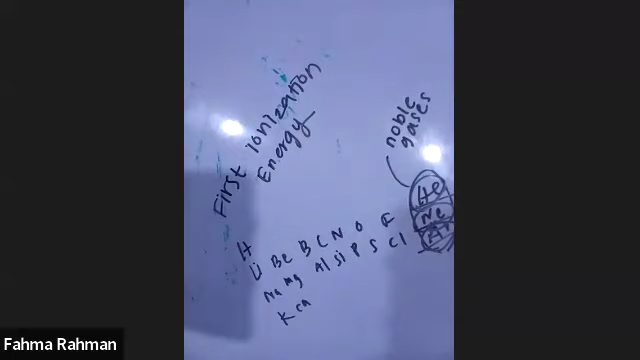 First Ionization
Energy
noble
gases
H He
Li Be B C N O F Ne
Na Mg Al Si P S Cl Ar
K Ca
Fahma Rahman